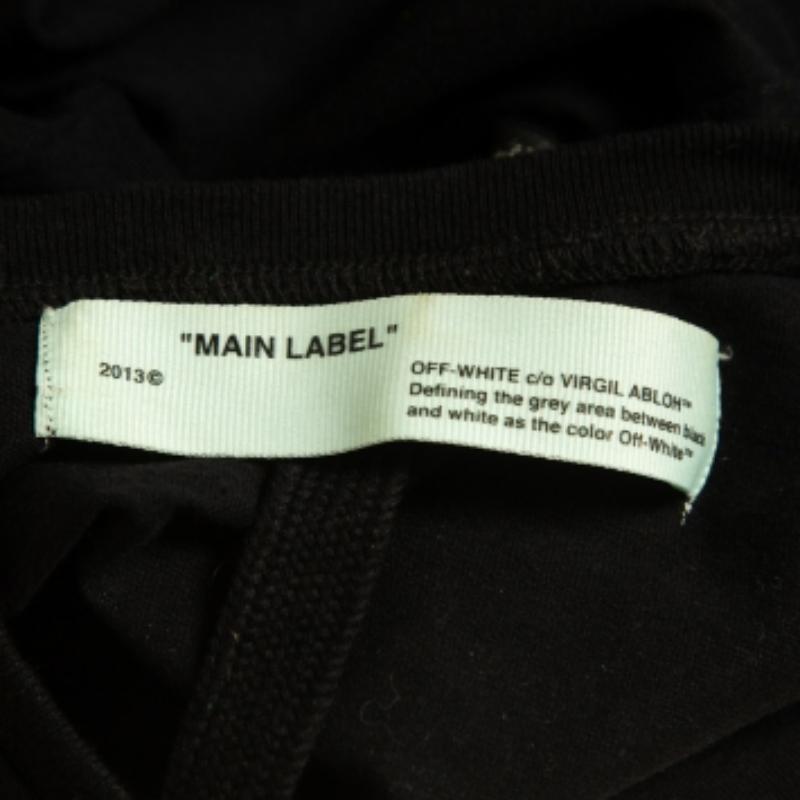 "MAIN LABEL"
2013©
OFF-WHITE c/o VIRGIL ABLOH™
Defining the grey area between black
and white as the color Off-White™